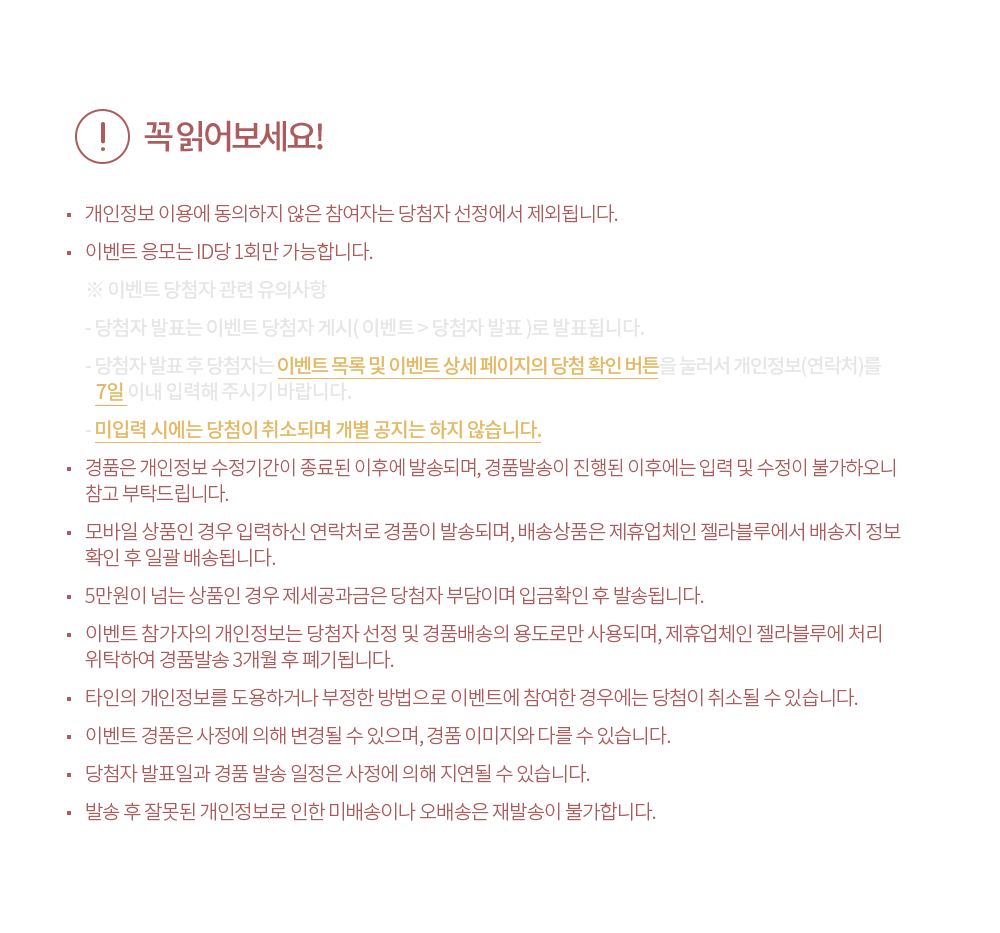 꼭 읽어보세요!
개인정보 이용에 동의하지 않은 참여자는 당첨자 선정에서 제외됩니다.
이벤트 응모는 ID당 1회만 가능합니다.
※ 이벤트 당첨자 관련 유의사항
- 당첨자 발표는 이벤트 당첨자 게시( 이벤트 > 당첨자 발표 )로 발표됩니다.
- 당첨자 발표 후 당첨자는 이벤트 목록 및 이벤트 상세 페이지의 당첨 확인 버튼을 눌러서 개인정보(연락처)를
7일 이내 입력해 주시기 바랍니다.
- 미입력 시에는 당첨이 취소되며 개별 공지는 하지 않습니다.
경품은 개인정보 수정기간이 종료된 이후에 발송되며, 경품발송이 진행된 이후에는 입력 및 수정이 불가하오니
참고 부탁드립니다.
모바일 상품인 경우 입력하신 연락처로 경품이 발송되며, 배송상품은 제휴업체인 젤라블루에서 배송지 정보
확인 후 일괄 배송됩니다.
5만원이 넘는 상품인 경우 제세공과금은 당첨자 부담이며 입금확인 후 발송됩니다.
이벤트 참가자의 개인정보는 당첨자 선정 및 경품배송의 용도로만 사용되며, 제휴업체인 젤라블루에 처리
위탁하여 경품발송 3개월 후 폐기됩니다.
타인의 개인정보를 도용하거나 부정한 방법으로 이벤트에 참여한 경우에는 당첨이 취소될 수 있습니다.
이벤트 경품은 사정에 의해 변경될 수 있으며, 경품 이미지와 다를 수 있습니다.
당첨자 발표일과 경품 발송 일정은 사정에 의해 지연될 수 있습니다.
발송 후 잘못된 개인정보로 인한 미배송이나 오배송은 재발송이 불가합니다.